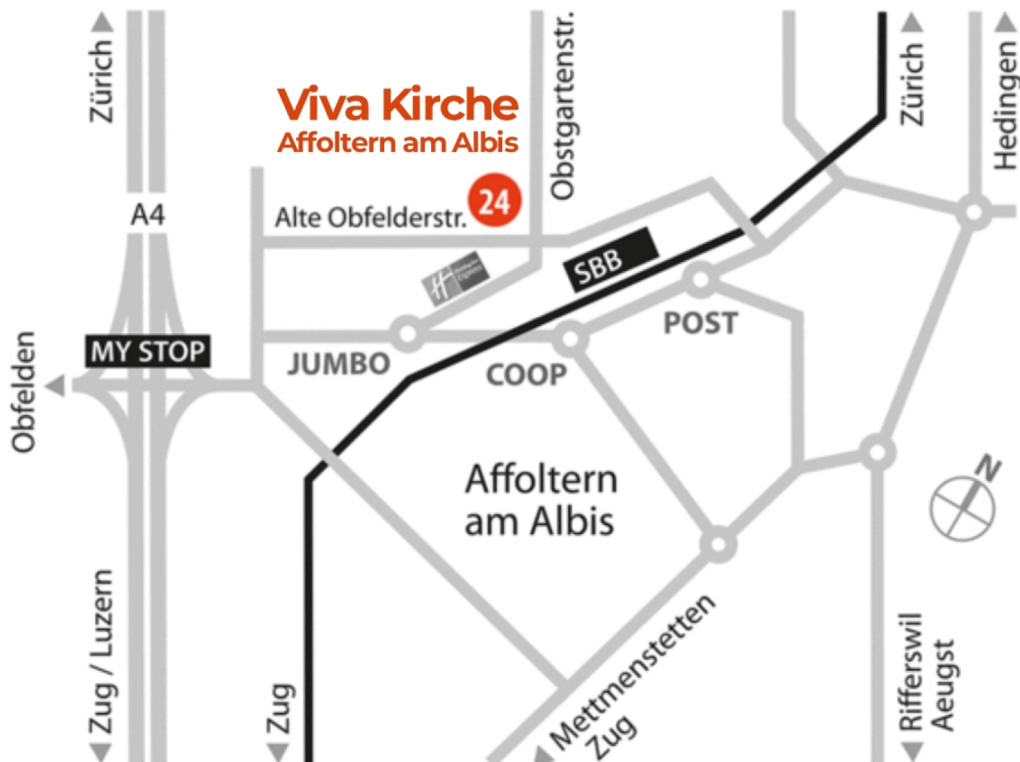 Zürich
Obstgartenstr.
Zürich
Hedingen
Viva Kirche
Affoltern am Albis
24
A4
Alte Obfelderstr.
SBB
POST
MY STOP
JUMBO
COOP
Obfelden
Affoltern
am Albis
N
Zug / Luzern
Zug
Mettmenstetten
Zug
Rifferswil
Aeugst